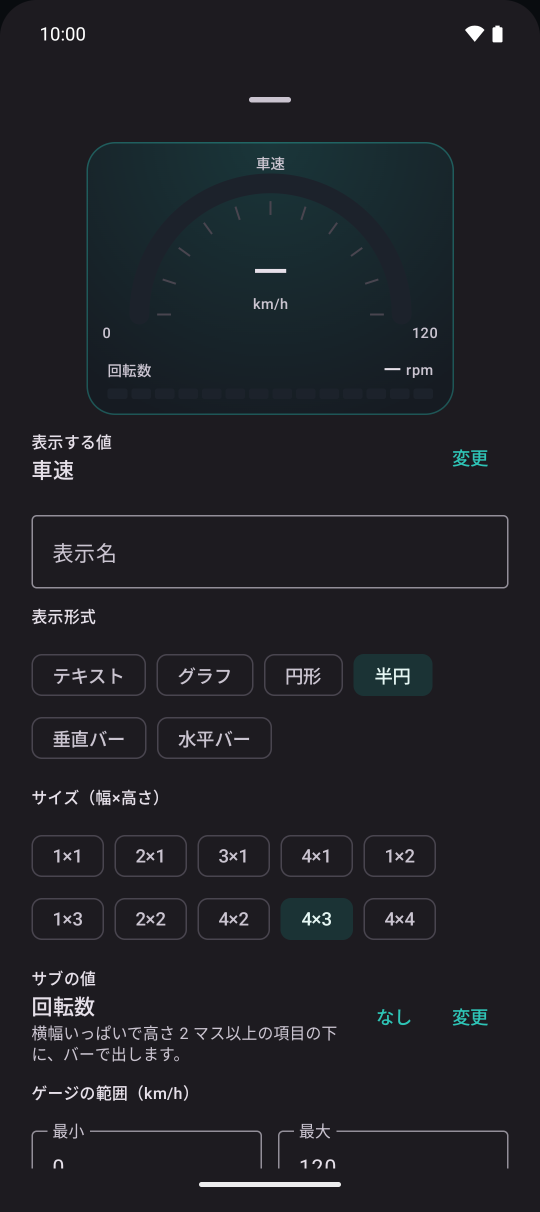 10:00
車速
km/h
0
120
回転数
— rpm
表示する値
車速
変更
表示名
表示形式
テキスト
グラフ
円形
半円
垂直バー
水平バー
サイズ（幅×高さ）
1×1
2×1
3×1
4×1
1×2
1×3
2×2
4×2
4×3
4×4
サブの値
回転数
なし
変更
横幅いっぱいで高さ 2 マス以上の項目の下
に、バーで出します。
ゲージの範囲（km/h）
最小
最大
0
120